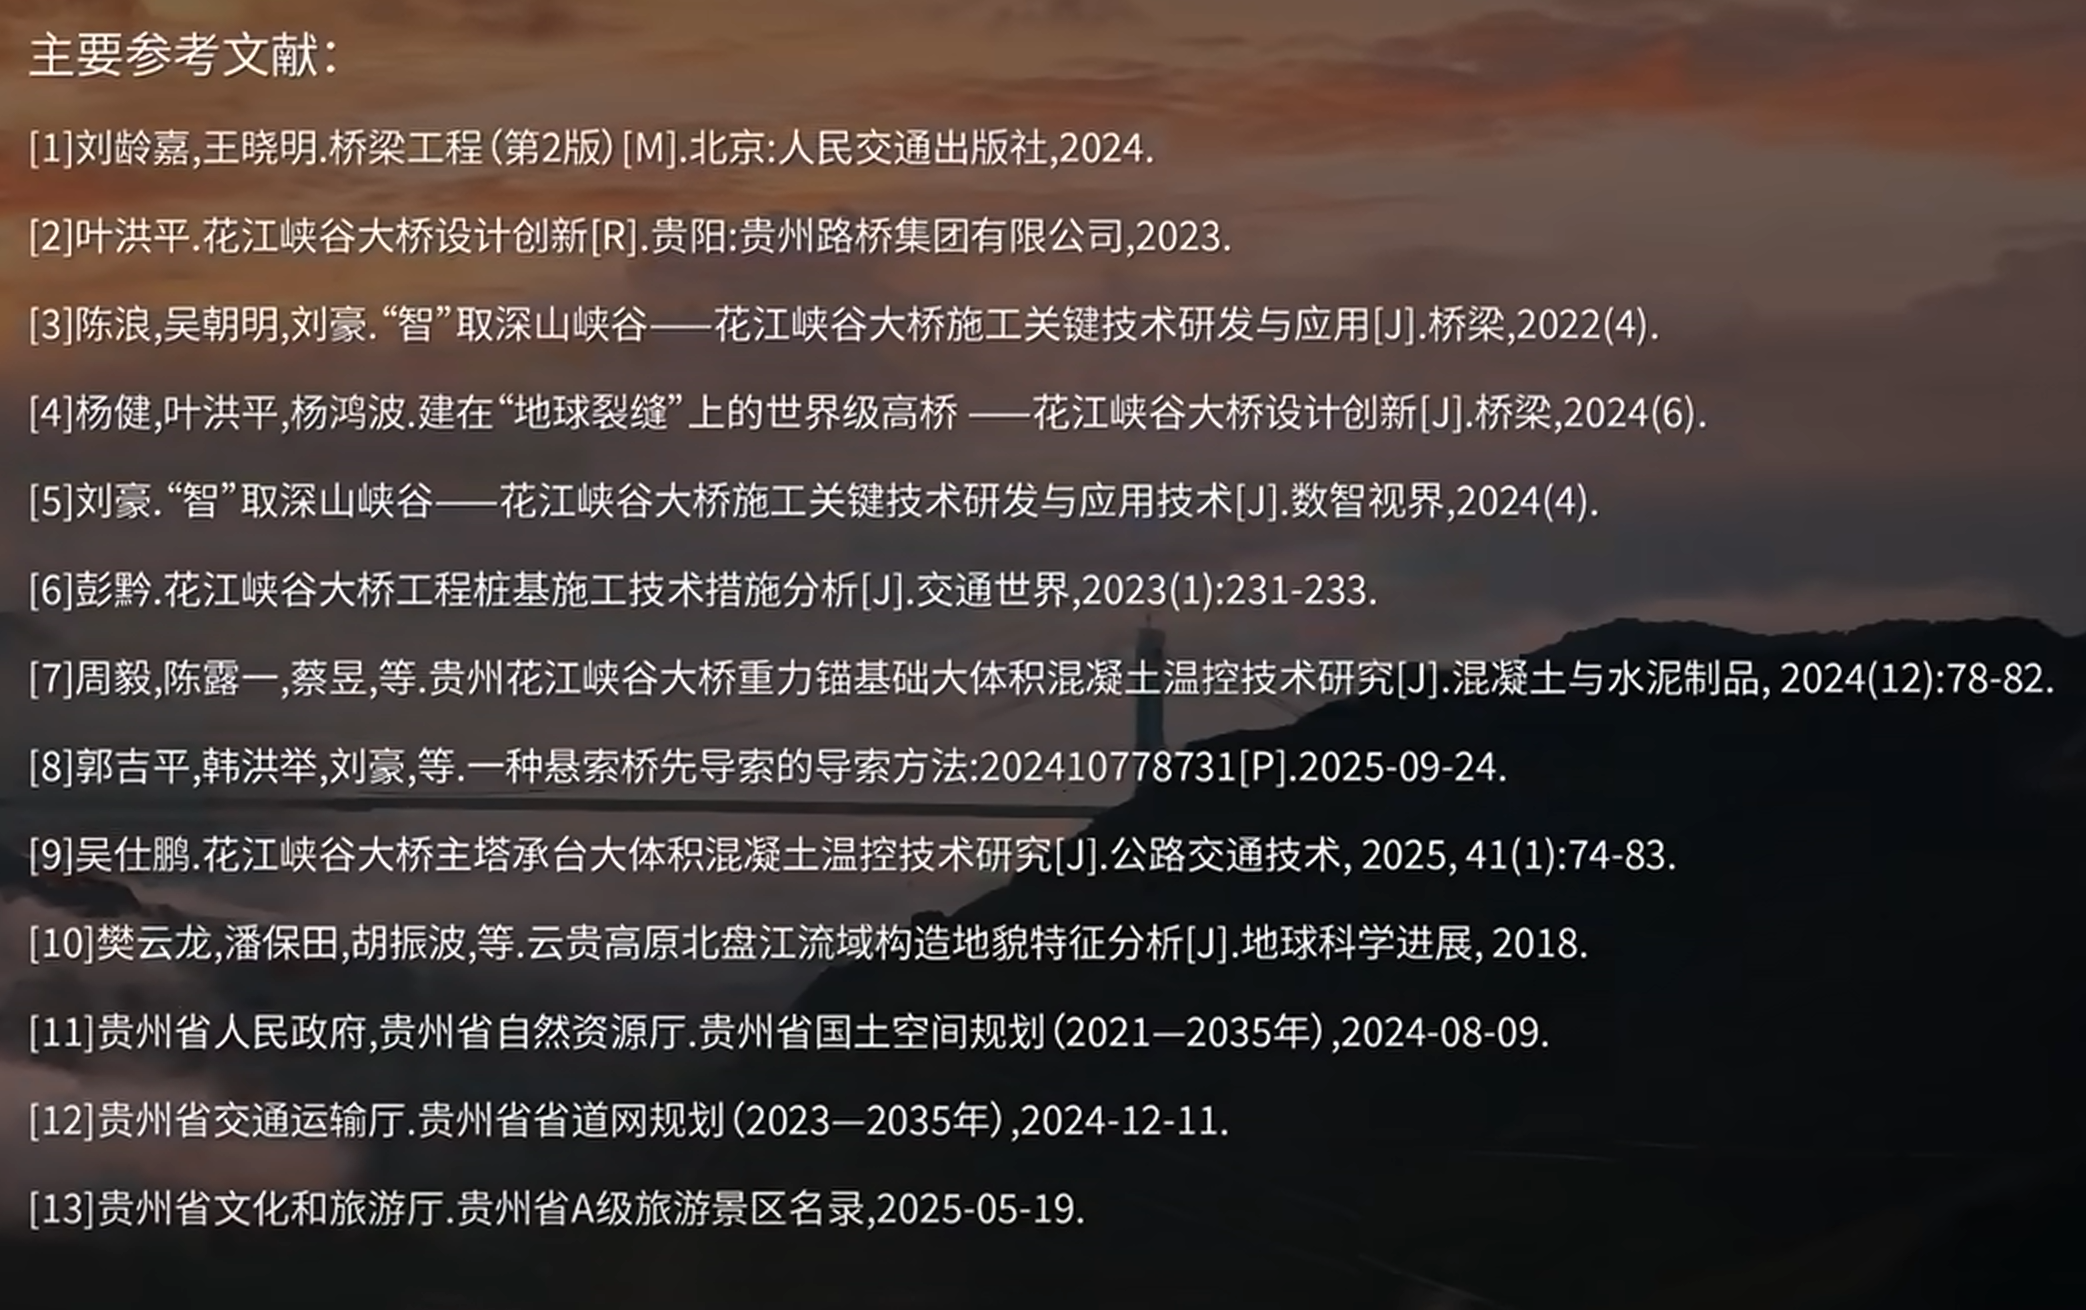 主要参考文献：
[1]刘龄嘉,王晓明.桥梁工程（第2版）[M].北京:人民交通出版社,2024.
[2]叶洪平.花江峡谷大桥设计创新[R].贵阳:贵州路桥集团有限公司,2023.
[3]陈浪,吴朝明,刘豪.“智”取深山峡谷——花江峡谷大桥施工关键技术研发与应用[J].桥梁,2022(4).
[4]杨健,叶洪平,杨鸿波.建在“地球裂缝”上的世界级高桥 ——花江峡谷大桥设计创新[J].桥梁,2024(6).
[5]刘豪.“智”取深山峡谷——花江峡谷大桥施工关键技术研发与应用技术[J].数智视界,2024(4).
[6]彭黔.花江峡谷大桥工程桩基施工技术措施分析[J].交通世界,2023(1):231-233.
[7]周毅,陈露一,蔡昱,等.贵州花江峡谷大桥重力锚基础大体积混凝土温控技术研究[J].混凝土与水泥制品, 2024(12):78-82.
[8]郭吉平,韩洪举,刘豪,等.一种悬索桥先导索的导索方法:202410778731[P].2025-09-24.
[9]吴仕鹏.花江峡谷大桥主塔承台大体积混凝土温控技术研究[J].公路交通技术, 2025, 41(1):74-83.
[10]樊云龙,潘保田,胡振波,等.云贵高原北盘江流域构造地貌特征分析[J].地球科学进展, 2018.
[11]贵州省人民政府,贵州省自然资源厅.贵州省国土空间规划（2021—2035年）,2024-08-09.
[12]贵州省交通运输厅.贵州省省道网规划（2023—2035年）,2024-12-11.
[13]贵州省文化和旅游厅.贵州省A级旅游景区名录,2025-05-19.